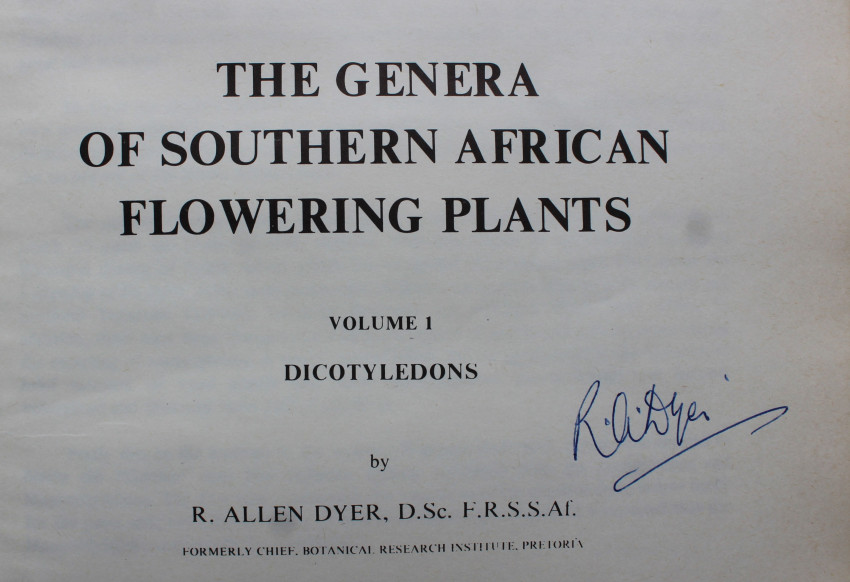 THE GENERA
OF SOUTHERN AFRICAN
FLOWERING PLANTS
VOLUME 1
DICOTYLEDONS
R. A. Dyer
by
R. ALLEN DYER, D.Sc. F.R.S.S.Af.
FORMERLY CHIEF, BOTANICAL RESEARCH INSTITUTE, PRETORIA